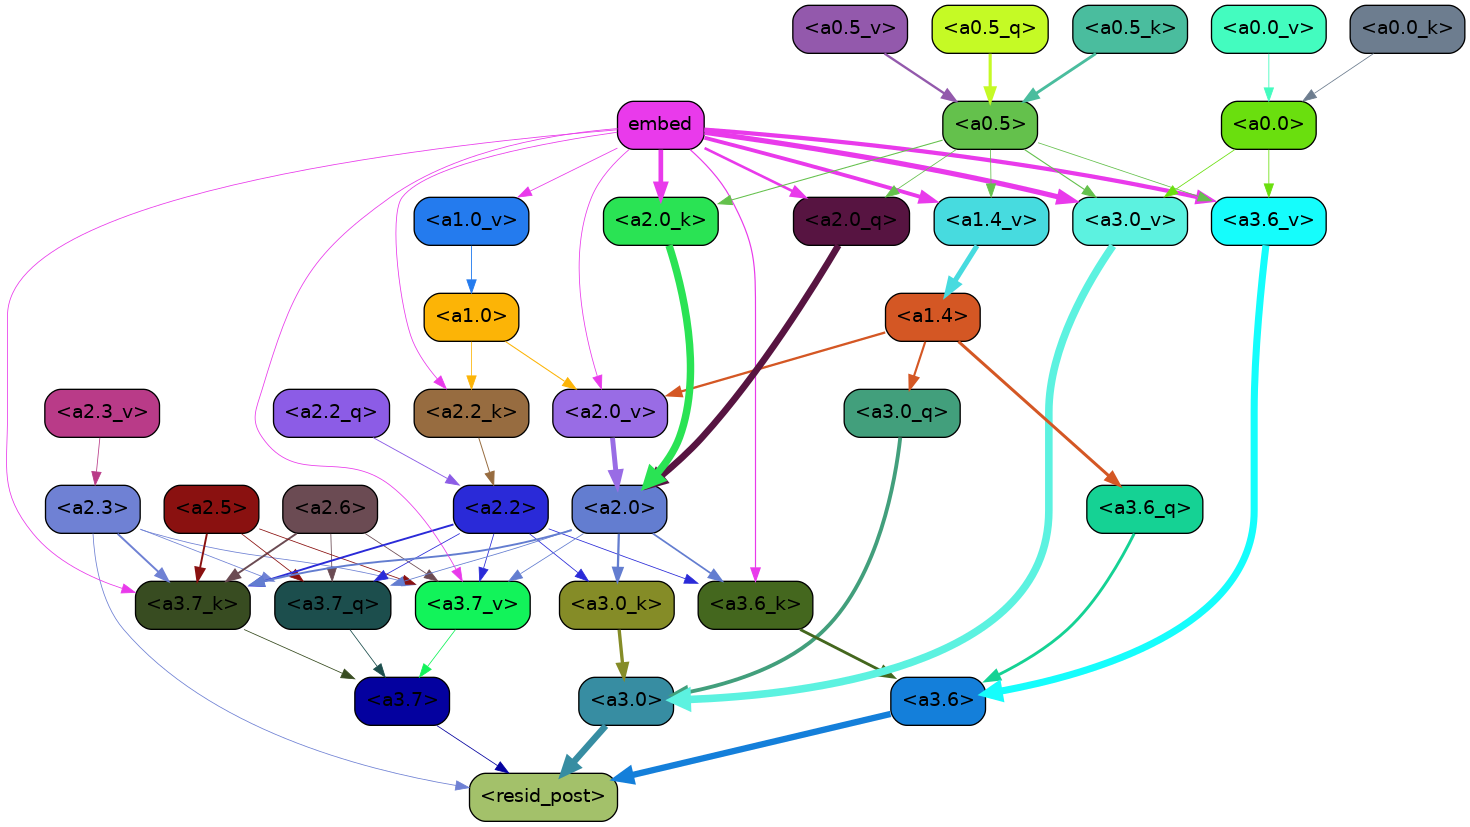 <a0.5_v>
<a0.5_q>
<a0.5_k>
<a0.0_v>
<a0.0_k>
embed
<a0.5>
<a0.0>
<a1.0_v>
<a2.0_k>
<a2.0_q>
<a1.4_v>
<a3.0_v>
<a3.6_v>
<a1.0>
<a1.4>
<a2.3_v>
<a2.2_q>
<a2.2_k>
<a2.0_v>
<a3.0_q>
<a2.3>
<a2.5>
<a2.6>
<a2.2>
<a2.0>
<a3.6_q>
<a3.7_k>
<a3.7_q>
<a3.7_v>
<a3.0_k>
<a3.6_k>
<a3.7>
<a3.0>
<a3.6>
<resid_post>